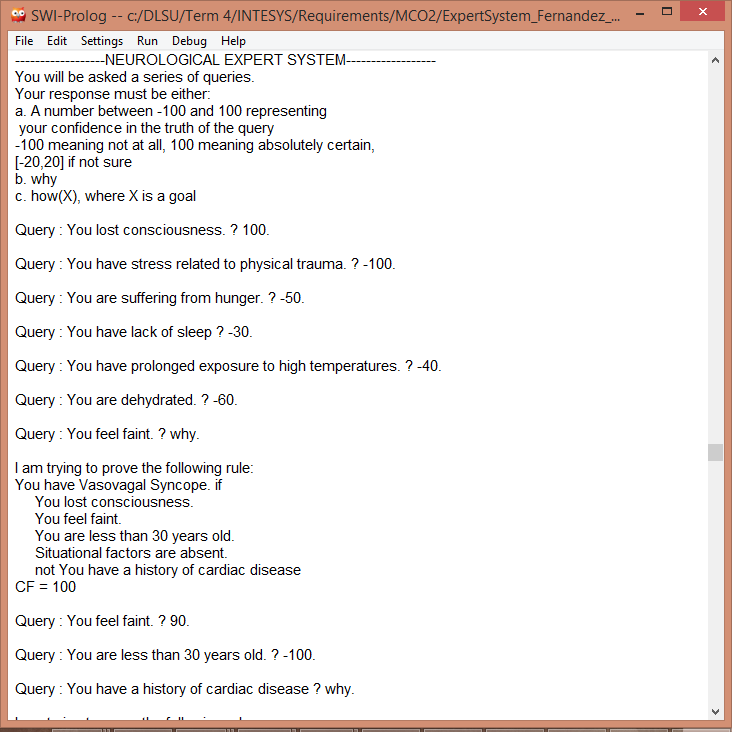 SWI-Prolog -- c:/DLSU/Term 4/INTESYS/Requirements/MCO2/ExpertSystem_Fernandez_...
File Edit Settings Run Debug Help
------------------NEUROLOGICAL EXPERT SYSTEM------------------
You will be asked a series of queries.
Your response must be either:
a. A number between -100 and 100 representing
your confidence in the truth of the query
-100 meaning not at all, 100 meaning absolutely certain,
[-20,20] if not sure
b. why
c. how(X), where X is a goal
Query : You lost consciousness. ? 100.
Query : You have stress related to physical trauma. ? -100.
Query : You are suffering from hunger. ? -50.
Query : You have lack of sleep ? -30.
Query : You have prolonged exposure to high temperatures. ? -40.
Query : You are dehydrated. ? -60.
Query : You feel faint. ? why.
I am trying to prove the following rule:
You have Vasovagal Syncope. if
You lost consciousness.
You feel faint.
You are less than 30 years old.
Situational factors are absent.
not You have a history of cardiac disease
CF = 100
Query : You feel faint. ? 90.
Query : You are less than 30 years old. ? -100.
Query : You have a history of cardiac disease ? why.